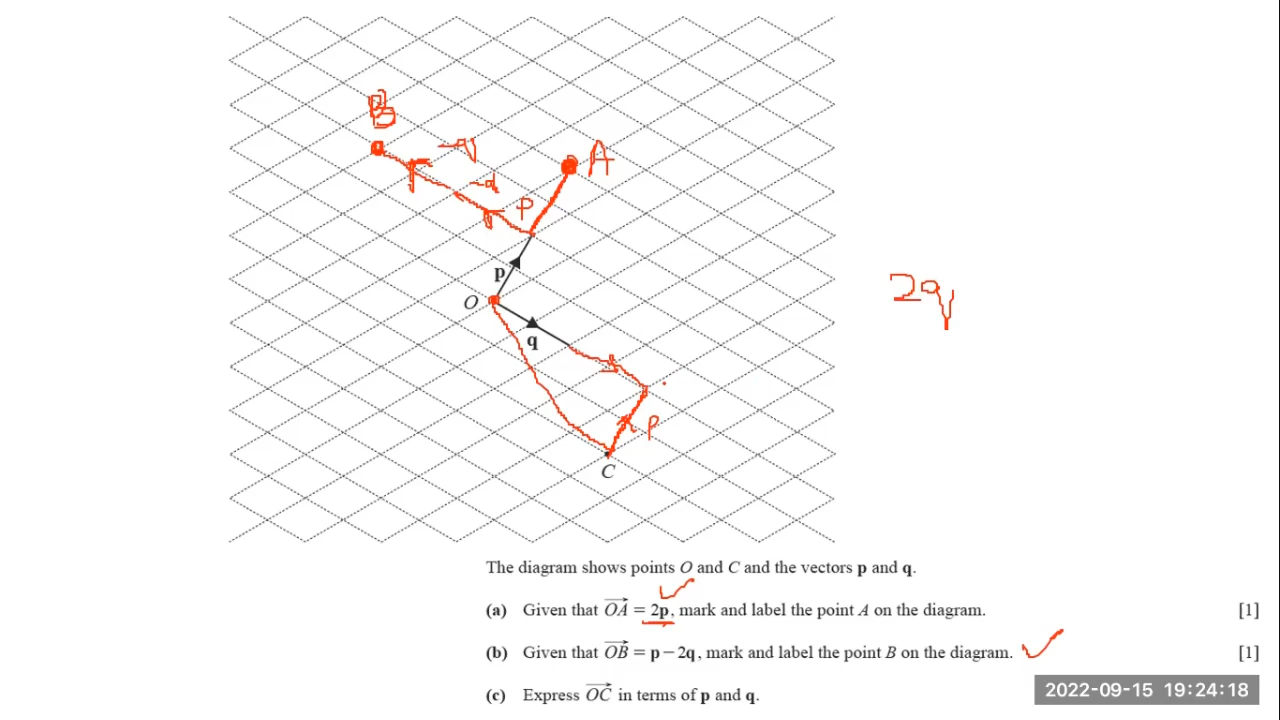 B
-q
A
-q
P
p
O
q
2q
P
C
The diagram shows points O and C and the vectors p and q.
(a) Given that OA = 2p, mark and label the point A on the diagram. [1]
(b) Given that OB = p − 2q, mark and label the point B on the diagram. [1]
(c) Express OC in terms of p and q.
2022-09-15 19:24:18